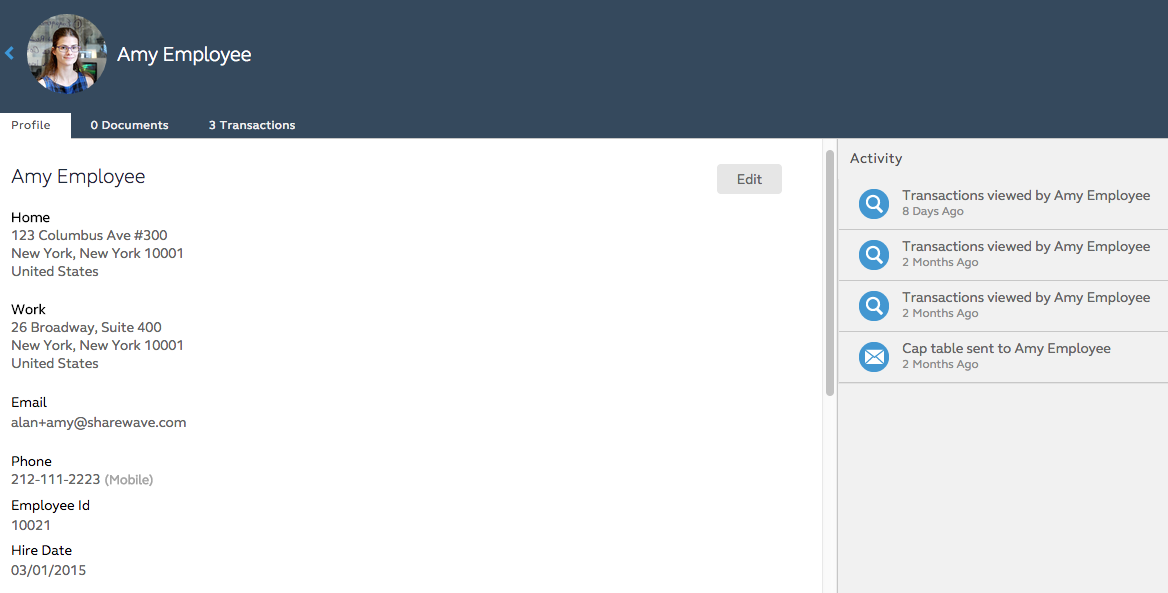 Amy Employee
Profile
0 Documents
3 Transactions
Amy Employee
Edit
Home
123 Columbus Ave #300
New York, New York 10001
United States
Work
26 Broadway, Suite 400
New York, New York 10001
United States
Email
alan+amy@sharewave.com
Phone
212-111-2223 (Mobile)
Employee Id
10021
Hire Date
03/01/2015
Activity
Transactions viewed by Amy Employee
8 Days Ago
Transactions viewed by Amy Employee
2 Months Ago
Transactions viewed by Amy Employee
2 Months Ago
Cap table sent to Amy Employee
2 Months Ago